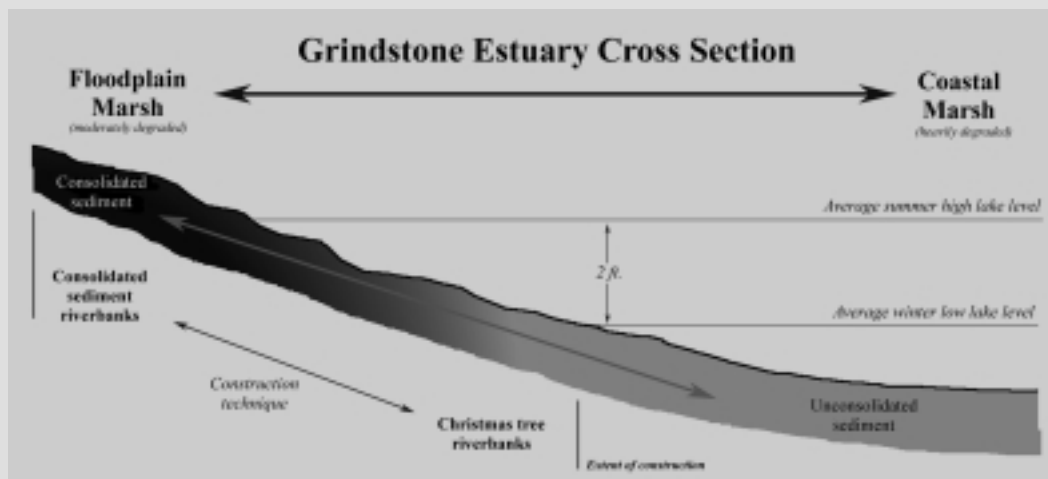 Grindstone Estuary Cross Section
Floodplain
Marsh
(moderately degraded)
Coastal
Marsh
(heavily degraded)
Consolidated
sediment
Average summer high lake level
2 ft.
Consolidated
sediment
riverbanks
Average winter low lake level
Construction
technique
Christmas tree
riverbanks
Unconsolidated
sediment
Extent of construction